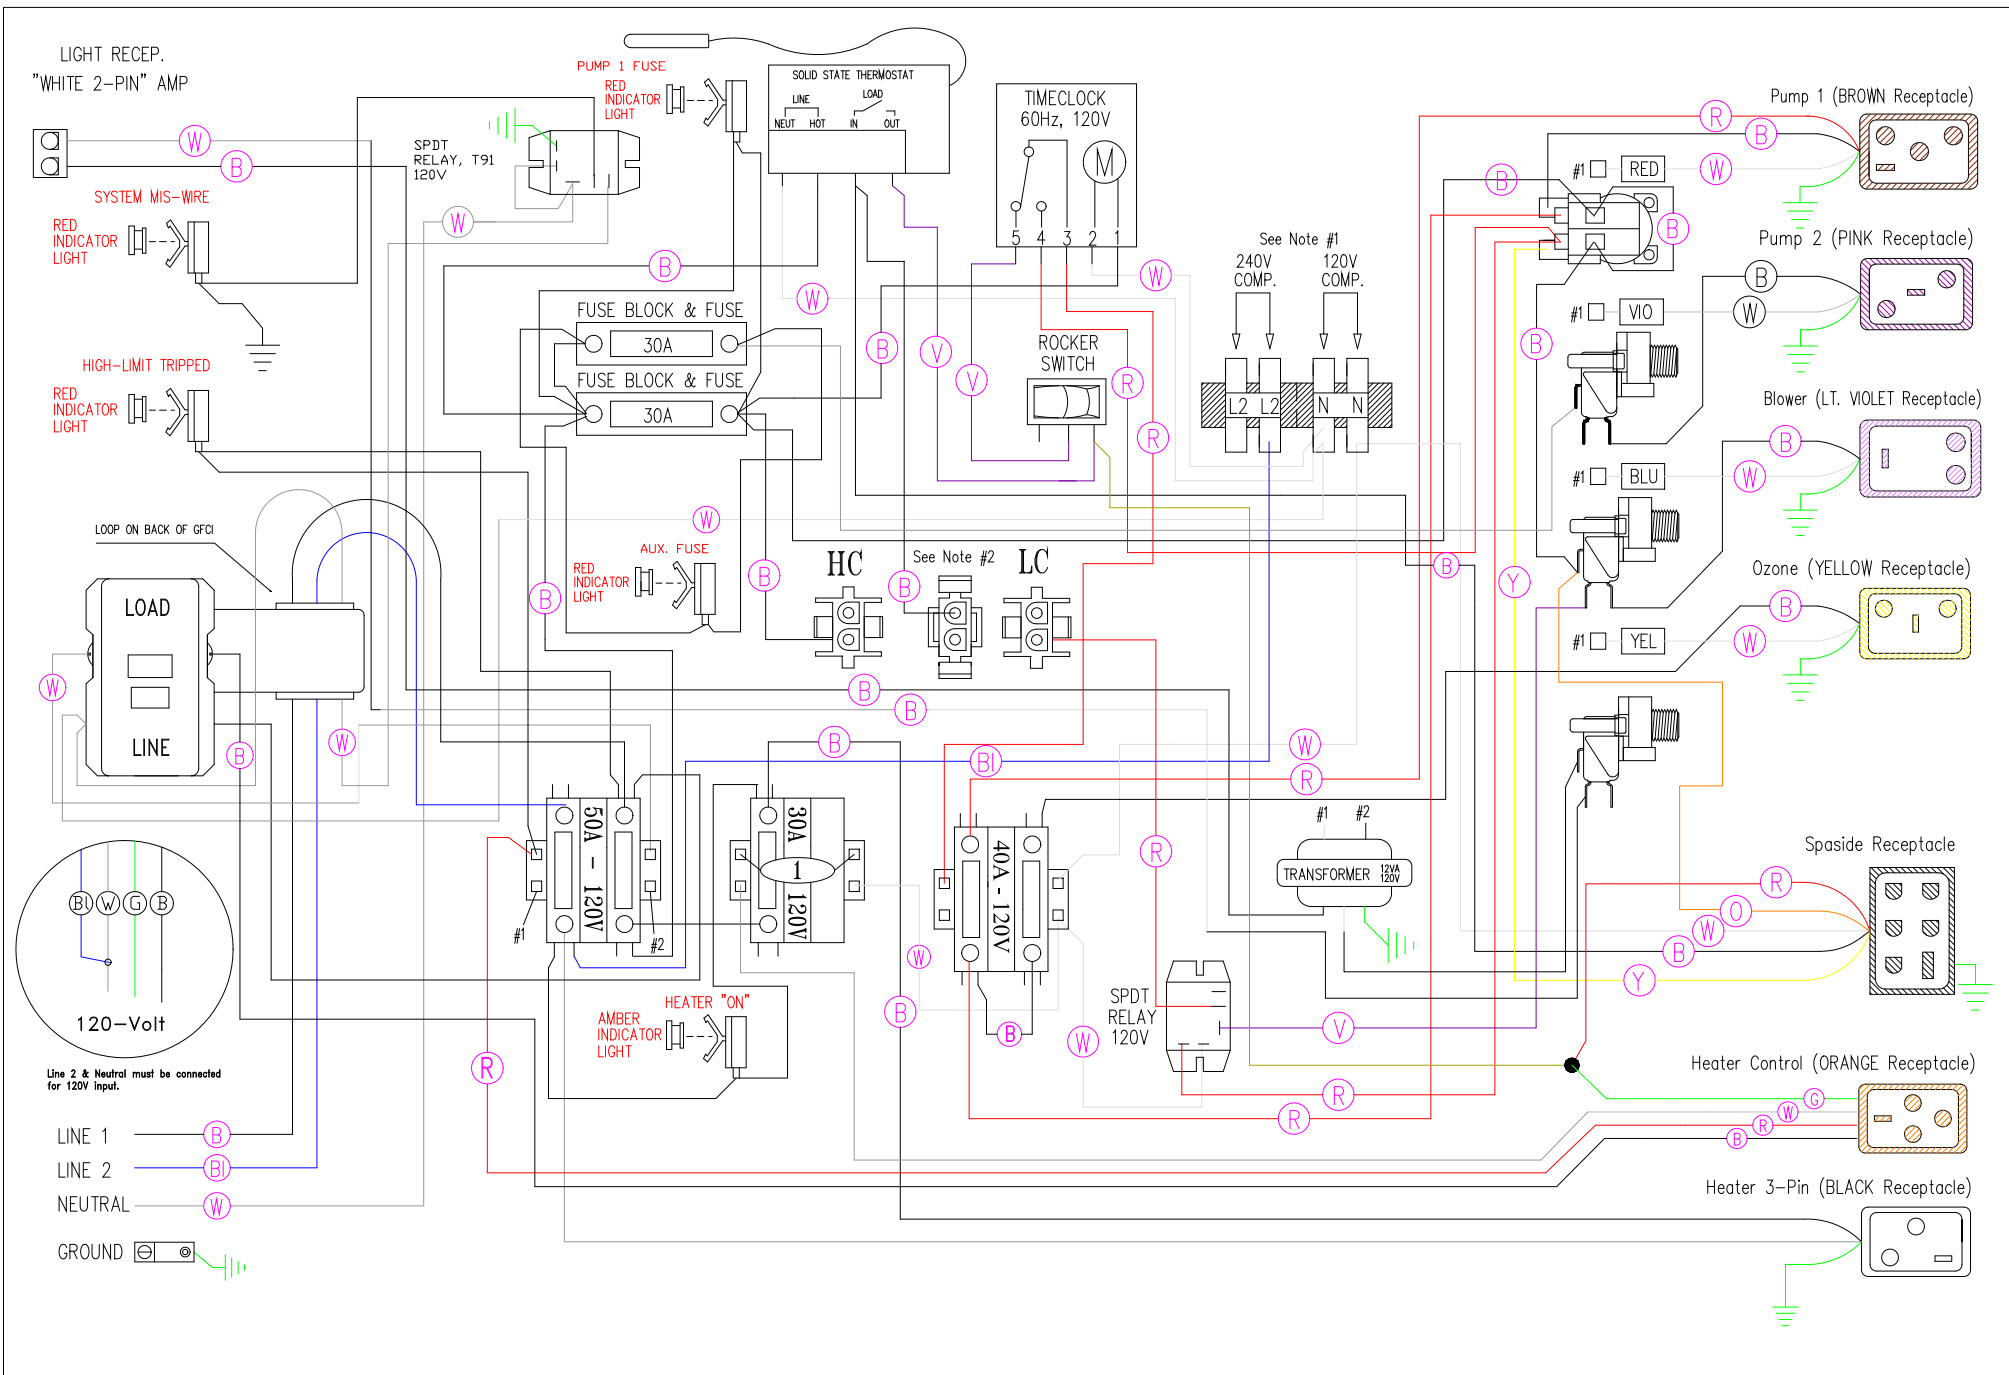 LIGHT RECEP.
"WHITE 2-PIN" AMP
W
B
SYSTEM MIS-WIRE
RED
INDICATOR
LIGHT
HIGH-LIMIT TRIPPED
RED
INDICATOR
LIGHT
SPDT
RELAY, T91
120V
W
PUMP 1 FUSE
RED
INDICATOR
LIGHT
SOLID STATE THERMOSTAT
LINE
LOAD
NEUT HOT IN OUT
TIMECLOCK
60Hz, 120V
M
5 4 3 2 1
B
W
W
FUSE BLOCK & FUSE
30A
FUSE BLOCK & FUSE
30A
B
V
V
R
R
ROCKER
SWITCH
See Note #1
240V
COMP.
120V
COMP.
L2 L2 N N
Pump 1 (BROWN Receptacle)
R
B
#1 RED W
B
B
Pump 2 (PINK Receptacle)
B
#1 VIO W
B
Blower (LT. VIOLET Receptacle)
B
#1 BLU W
Ozone (YELLOW Receptacle)
B
#1 YEL W
Y
B
LOOP ON BACK OF GFCI
LOAD
LINE
W
B
W
W
AUX. FUSE
RED
INDICATOR
LIGHT
B
B
HC
See Note #2
LC
B
B
B
B
Bl
W
R
R
50A - 120V
#1
#2
30A 120V
1
40A - 120V
#1 #2
TRANSFORMER 12VA
120V
Spaside Receptacle
R
O
W
B
Y
Bl W G B
120-Volt
Line 2 & Neutral must be connected
for 120V input.
HEATER "ON"
AMBER
INDICATOR
LIGHT
R
W
B
B
W
SPDT
RELAY
120V
V
R
R
Heater Control (ORANGE Receptacle)
G
W
R
B
LINE 1 B
LINE 2 Bl
NEUTRAL W
GROUND
Heater 3-Pin (BLACK Receptacle)